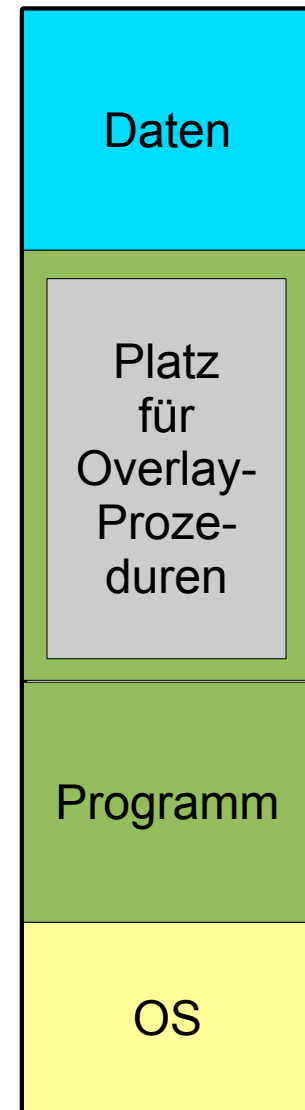 Daten
Platz
für
Overlay-
Proze-
duren
Programm
OS